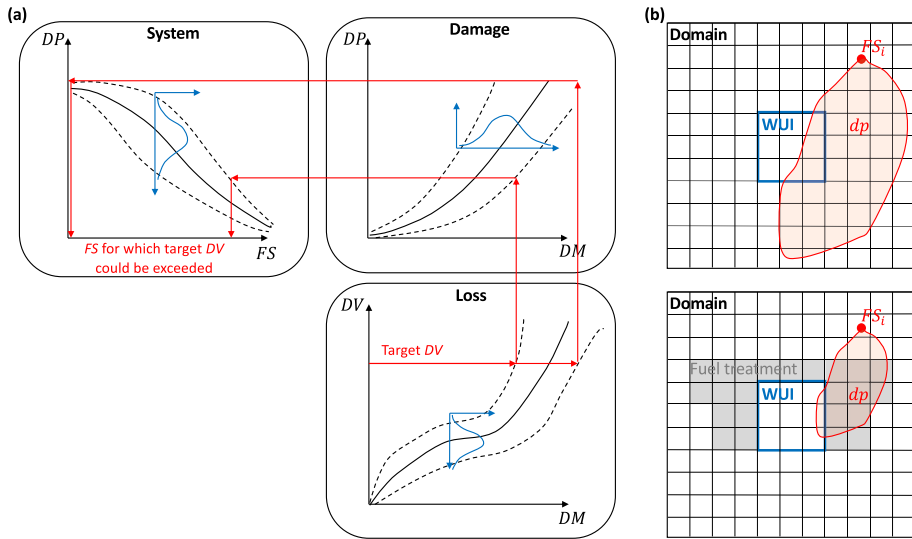 (a)
System
DP
FS for which target DV
could be exceeded
FS
Damage
DP
DM
Loss
DV
Target DV
DM
(b)
Domain
FSᵢ
WUI
dp
Domain
FSᵢ
Fuel treatment
WUI
dp